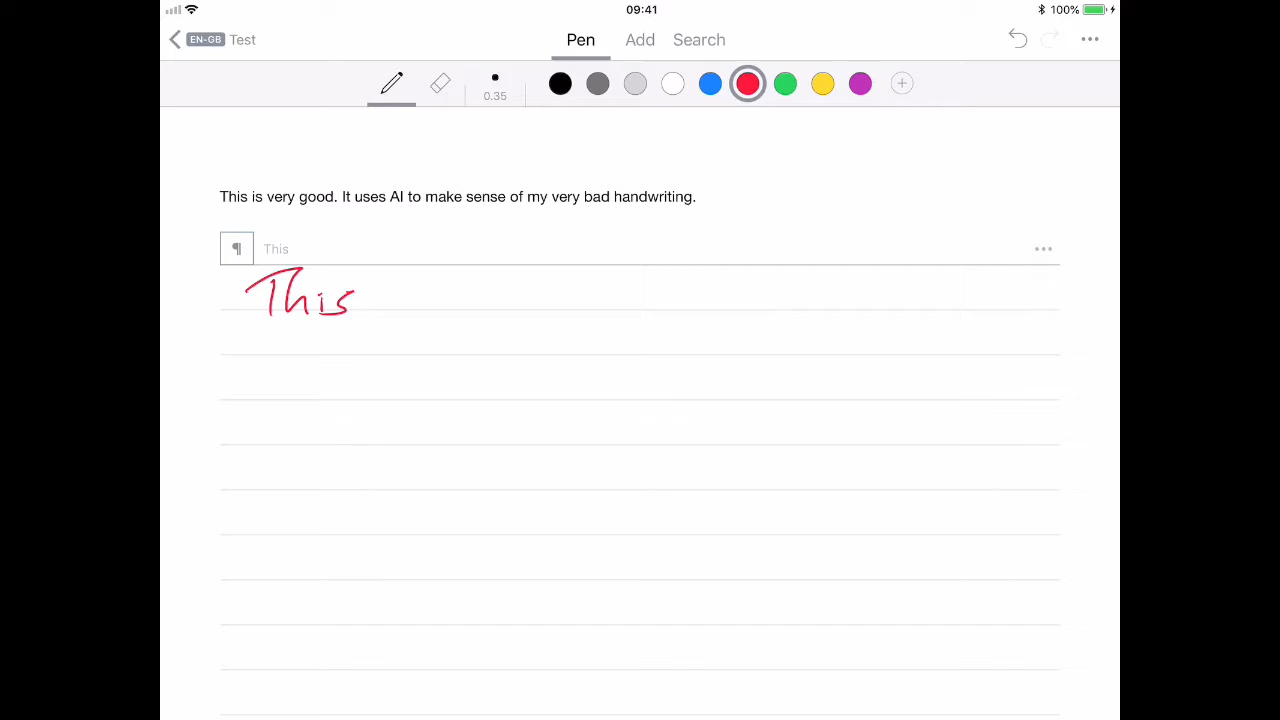 09:41 100%
EN-GB Test Pen Add Search
0.35
This is very good. It uses AI to make sense of my very bad handwriting.
¶ This
This